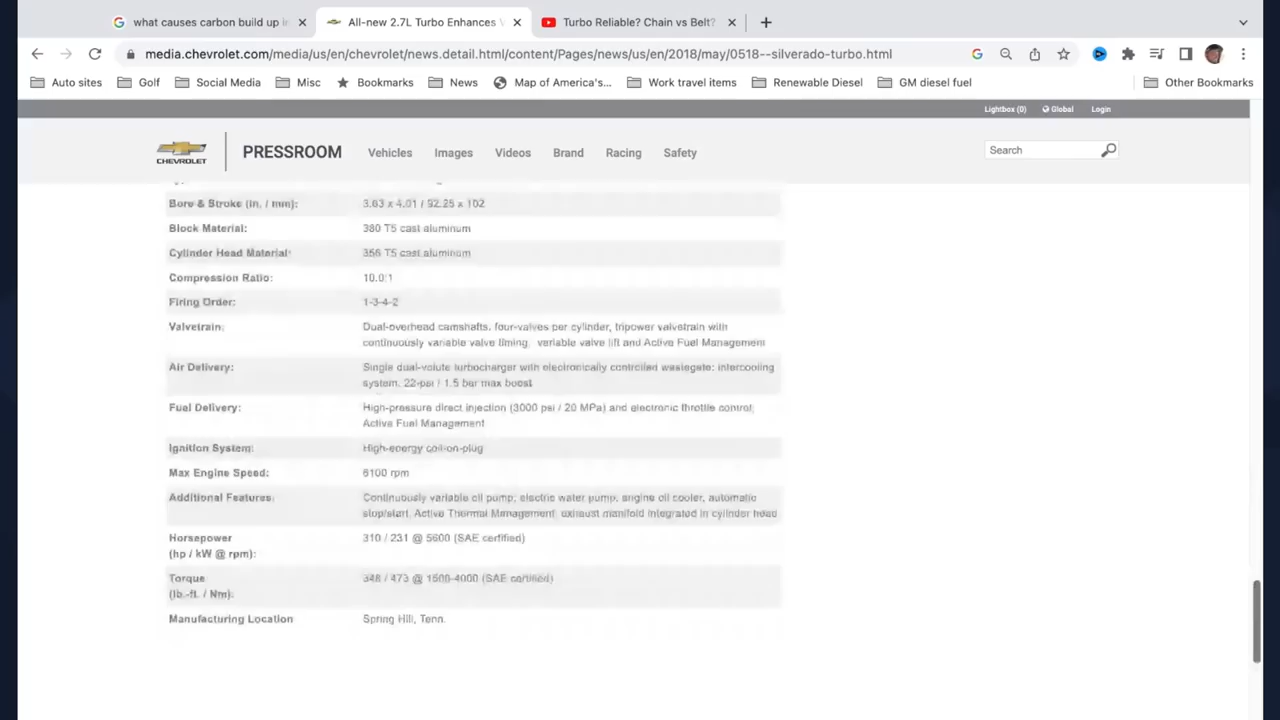 what causes carbon build up i
All-new 2.7L Turbo Enhances V
Turbo Reliable? Chain vs Belt?
media.chevrolet.com/media/us/en/chevrolet/news.detail.html/content/Pages/news/us/en/2018/may/0518--silverado-turbo.html
Auto sites Golf Social Media Misc Bookmarks News Map of America's... Work travel items Renewable Diesel GM diesel fuel Other Bookmarks
Lightbox (0) Global Login
CHEVROLET PRESSROOM Vehicles Images Videos Brand Racing Safety Search
Bore & Stroke (in. / mm): 3.63 x 4.01 / 92.25 x 102
Block Material: 380 T5 cast aluminum
Cylinder Head Material: 356 T5 cast aluminum
Compression Ratio: 10.0:1
Firing Order: 1-3-4-2
Valvetrain: Dual-overhead camshafts, four-valves per cylinder, tripower valvetrain with
continuously variable valve timing, variable valve lift and Active Fuel Management
Air Delivery: Single dual-volute turbocharger with electronically controlled wastegate; intercooling
system. 22-psi / 1.5 bar max boost
Fuel Delivery: High-pressure direct injection (3000 psi / 20 MPa) and electronic throttle control;
Active Fuel Management
Ignition System: High-energy coil-on-plug
Max Engine Speed: 6100 rpm
Additional Features: Continuously variable oil pump, electric water pump, engine oil cooler, automatic
stop/start, Active Thermal Management, exhaust manifold integrated in cylinder head
Horsepower 310 / 231 @ 5600 (SAE certified)
(hp / kW @ rpm):
Torque 348 / 473 @ 1500-4000 (SAE certified)
(lb.-ft. / Nm):
Manufacturing Location Spring Hill, Tenn.